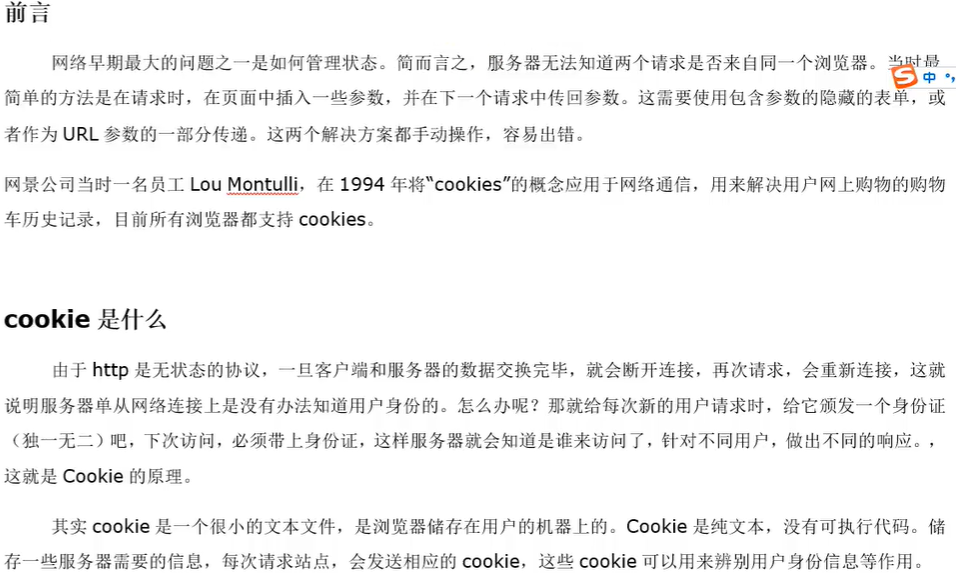 前言
网络早期最大的问题之一是如何管理状态。简而言之，服务器无法知道两个请求是否来自同一个浏览器。当时最
简单的方法是在请求时，在页面中插入一些参数，并在下一个请求中传回参数。这需要使用包含参数的隐藏的表单，或
者作为 URL 参数的一部分传递。这两个解决方案都手动操作，容易出错。
网景公司当时一名员工 Lou Montulli，在 1994 年将“cookies”的概念应用于网络通信，用来解决用户网上购物的购物
车历史记录，目前所有浏览器都支持 cookies。
cookie 是什么
由于 http 是无状态的协议，一旦客户端和服务器的数据交换完毕，就会断开连接，再次请求，会重新连接，这就
说明服务器单从网络连接上是没有办法知道用户身份的。怎么办呢？那就给每次新的用户请求时，给它颁发一个身份证
（独一无二）吧，下次访问，必须带上身份证，这样服务器就会知道是谁来访问了，针对不同用户，做出不同的响应。，
这就是 Cookie 的原理。
其实 cookie 是一个很小的文本文件，是浏览器储存在用户的机器上的。Cookie 是纯文本，没有可执行代码。储
存一些服务器需要的信息，每次请求站点，会发送相应的 cookie，这些 cookie 可以用来辨别用户身份信息等作用。
S 中 °,